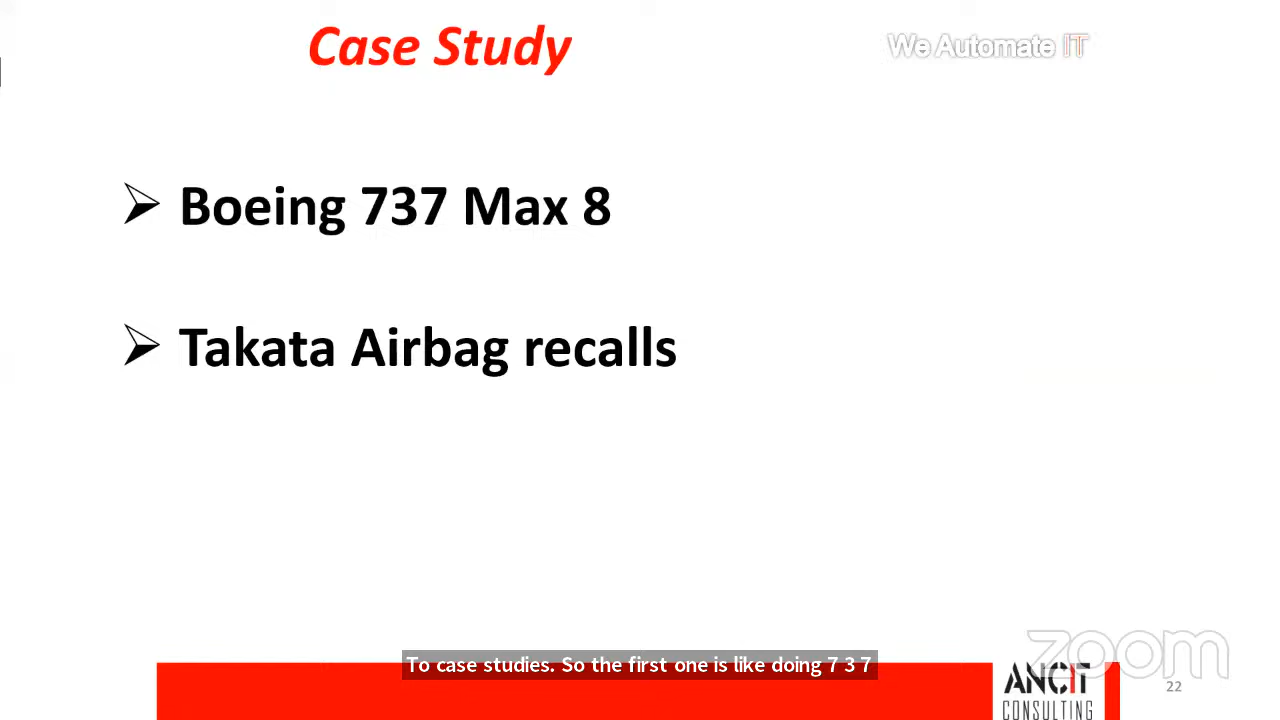 Case Study
We Automate IT
Boeing 737 Max 8
Takata Airbag recalls
To case studies. So the first one is like doing 7 3 7
zoom
ANCIT
CONSULTING
22